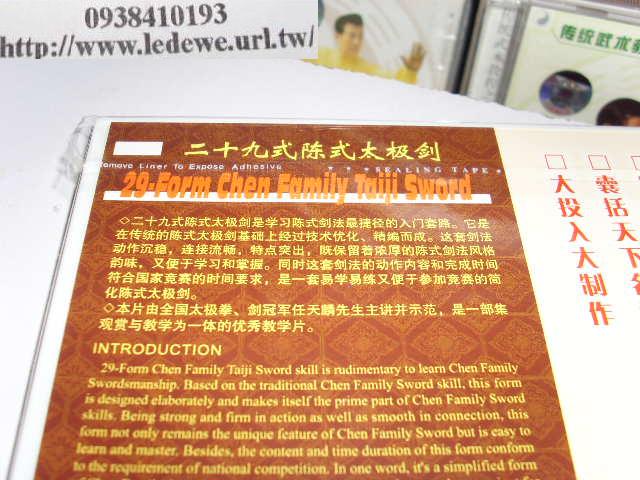 0938410193
http://www.ledewe.url.tw/
传统武术
二十九式陈式太极剑
Remove Liner To Expose Adhesive
SEALING TAPE
29-Form Chen Family Taiji Sword
◇二十九式陈式太极剑是学习陈式剑法最捷径的入门套路。它是
在传统的陈式太极剑基础上经过技术优化、精编而成。这套剑法
动作沉稳，连接流畅，特点突出，既保留着浓厚的陈式剑法风格
韵味，又便于学习和掌握。同时这套剑法的动作内容和完成时间
符合国家竞赛的时间要求，是一套易学易练又便于参加竞赛的简
化陈式太极剑。
◇本片由全国太极拳、剑冠军任天麟先生主讲并示范，是一部集
观赏与教学为一体的优秀教学片。
INTRODUCTION
29-Form Chen Family Taiji Sword skill is rudimentary to learn Chen Family
Swordsmanship. Based on the traditional Chen Family Sword skill, this form
is designed elaborately and makes itself the prime part of Chen Family Sword
skills. Being strong and firm in action as well as smooth in connection, this
form not only remains the unique feature of Chen Family Sword but is easy to
learn and master. Besides, the content and time duration of this form conform
to the requirement of national competition. In one word, it's a simplified form
□大投入大制作
□囊括天下